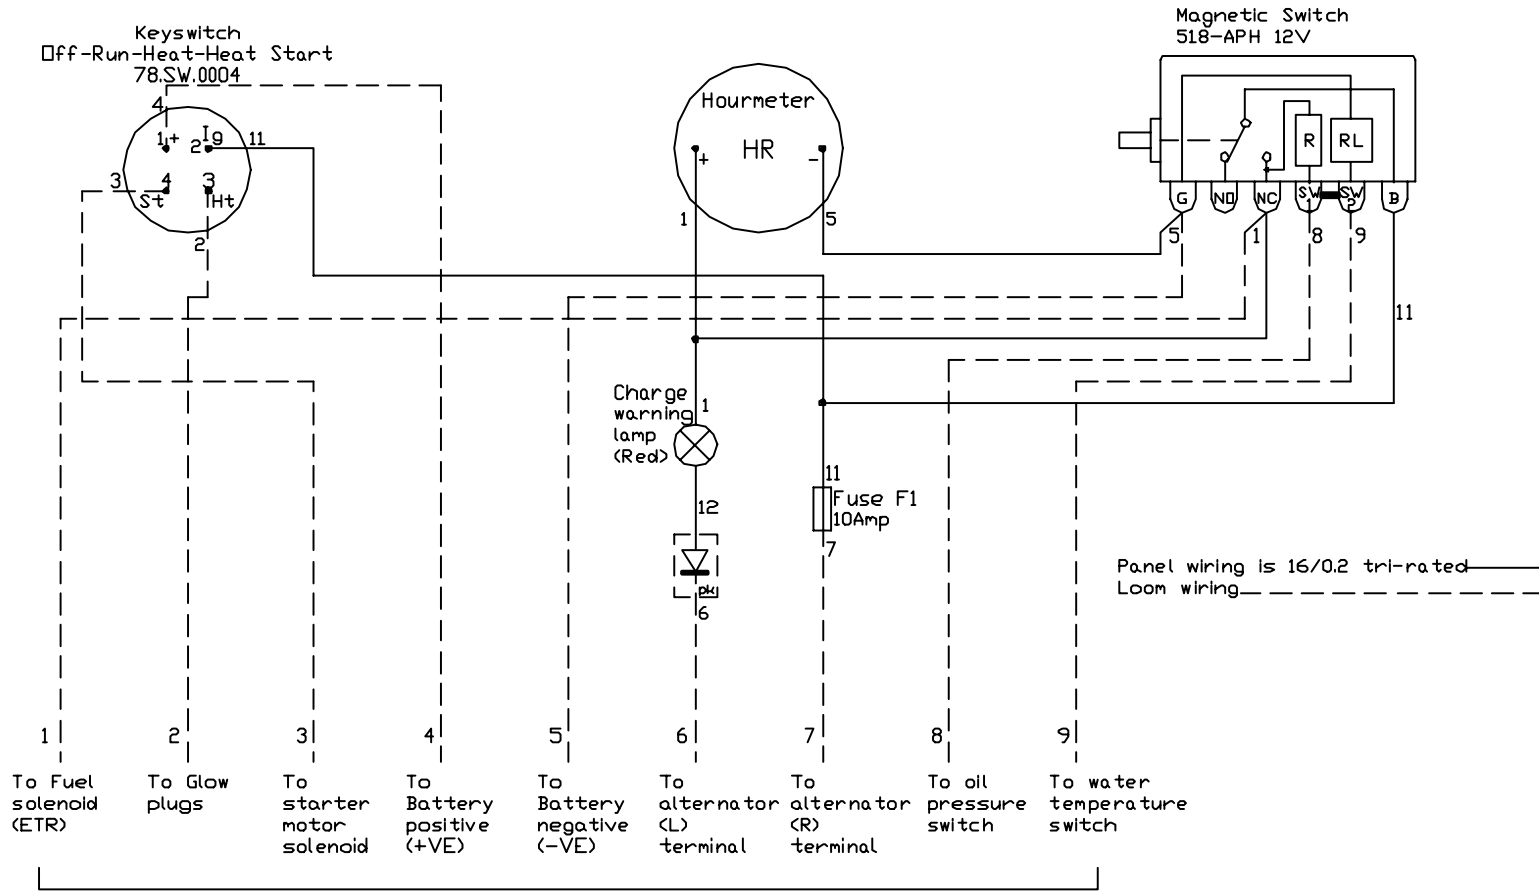 Keyswitch
Off-Run-Heat-Heat Start
78.SW.0004
4
1 +
2 Ig
11
3
4
St
3
Ht
2
Hourmeter
HR
+
-
1
5
Magnetic Switch
518-APH 12V
R
RL
G
NO
NC
SW
1
SW
2
B
5
1
8
9
11
Charge
warning
lamp
(Red)
1
12
pk
6
11
Fuse F1
10Amp
7
Panel wiring is 16/0.2 tri-rated
Loom wiring
1
To Fuel
solenoid
(ETR)
2
To Glow
plugs
3
To
starter
motor
solenoid
4
To
Battery
positive
(+VE)
5
To
Battery
negative
(-VE)
6
To
alternator
(L)
terminal
7
To
alternator
(R)
terminal
8
To oil
pressure
switch
9
To water
temperature
switch